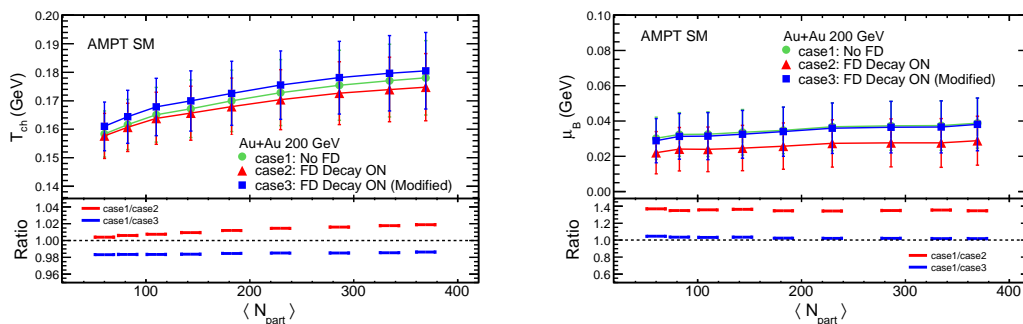 0.20
0.19
0.18
0.17
0.16
0.15
0.14
T_ch (GeV)
AMPT SM
Au+Au 200 GeV
case1: No FD
case2: FD Decay ON
case3: FD Decay ON (Modified)
1.04
1.02
1.00
0.98
0.96
Ratio
case1/case2
case1/case3
100 200 300 400
⟨ N_part ⟩
0.10
0.08
0.06
0.04
0.02
0.00
μ_B (GeV)
AMPT SM
Au+Au 200 GeV
case1: No FD
case2: FD Decay ON
case3: FD Decay ON (Modified)
1.4
1.2
1.0
0.8
0.6
Ratio
case1/case2
case1/case3
100 200 300 400
⟨ N_part ⟩